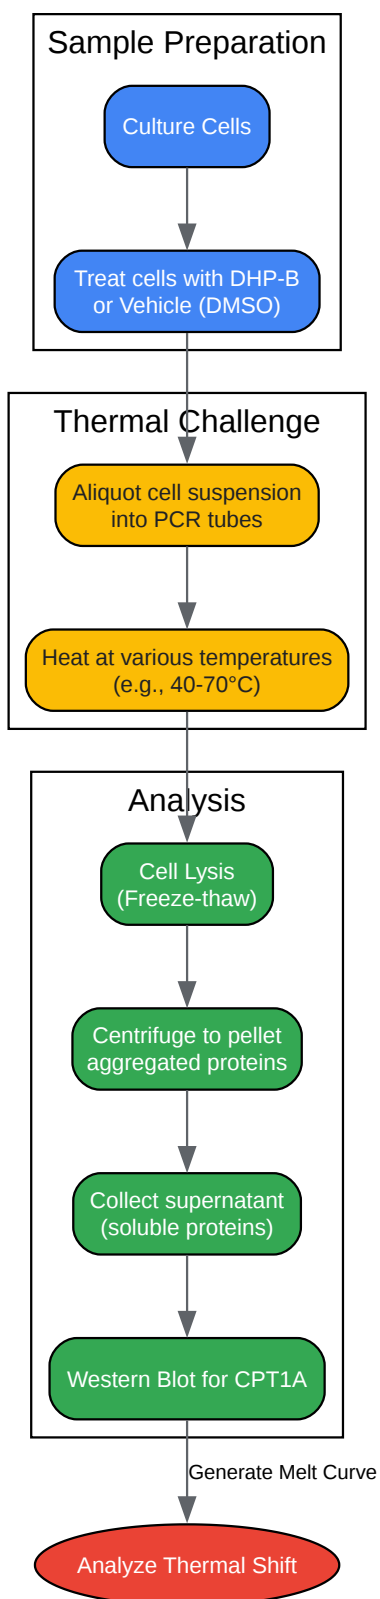 Sample Preparation
Culture Cells
Treat cells with DHP-B
or Vehicle (DMSO)
Thermal Challenge
Aliquot cell suspension
into PCR tubes
Heat at various temperatures
(e.g., 40-70°C)
Analysis
Cell Lysis
(Freeze-thaw)
Centrifuge to pellet
aggregated proteins
Collect supernatant
(soluble proteins)
Western Blot for CPT1A
Generate Melt Curve
Analyze Thermal Shift